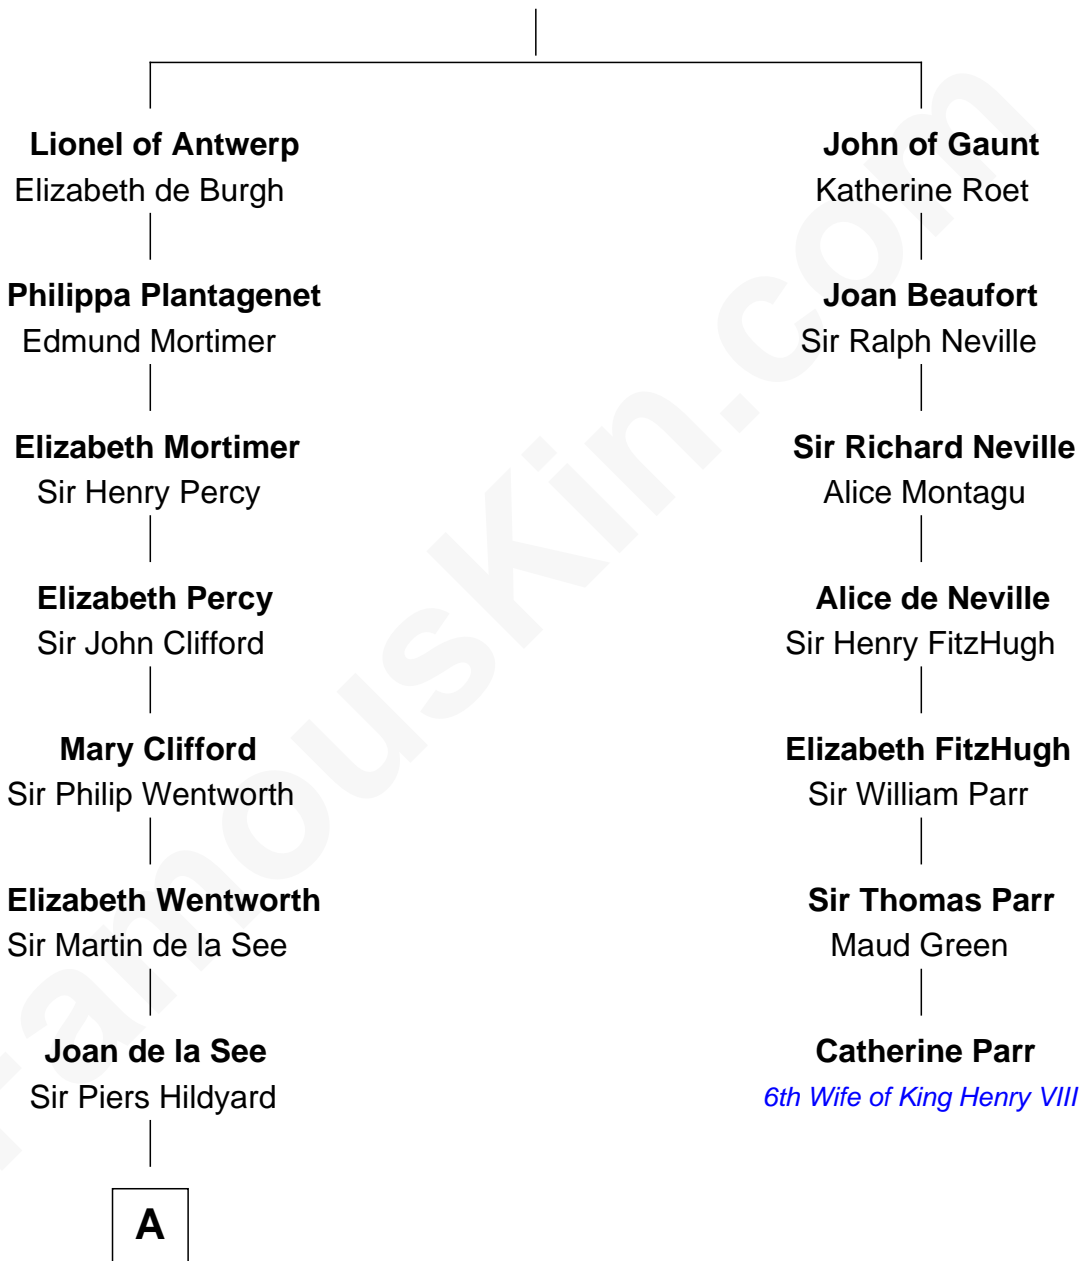 Lionel of Antwerp
Elizabeth de Burgh
Philippa Plantagenet
Edmund Mortimer
Elizabeth Mortimer
Sir Henry Percy
Elizabeth Percy
Sir John Clifford
Mary Clifford
Sir Philip Wentworth
Elizabeth Wentworth
Sir Martin de la See
Joan de la See
Sir Piers Hildyard
A
John of Gaunt
Katherine Roet
Joan Beaufort
Sir Ralph Neville
Sir Richard Neville
Alice Montagu
Alice de Neville
Sir Henry FitzHugh
Elizabeth FitzHugh
Sir William Parr
Sir Thomas Parr
Maud Green
Catherine Parr
6th Wife of King Henry VIII
FamousKin.com